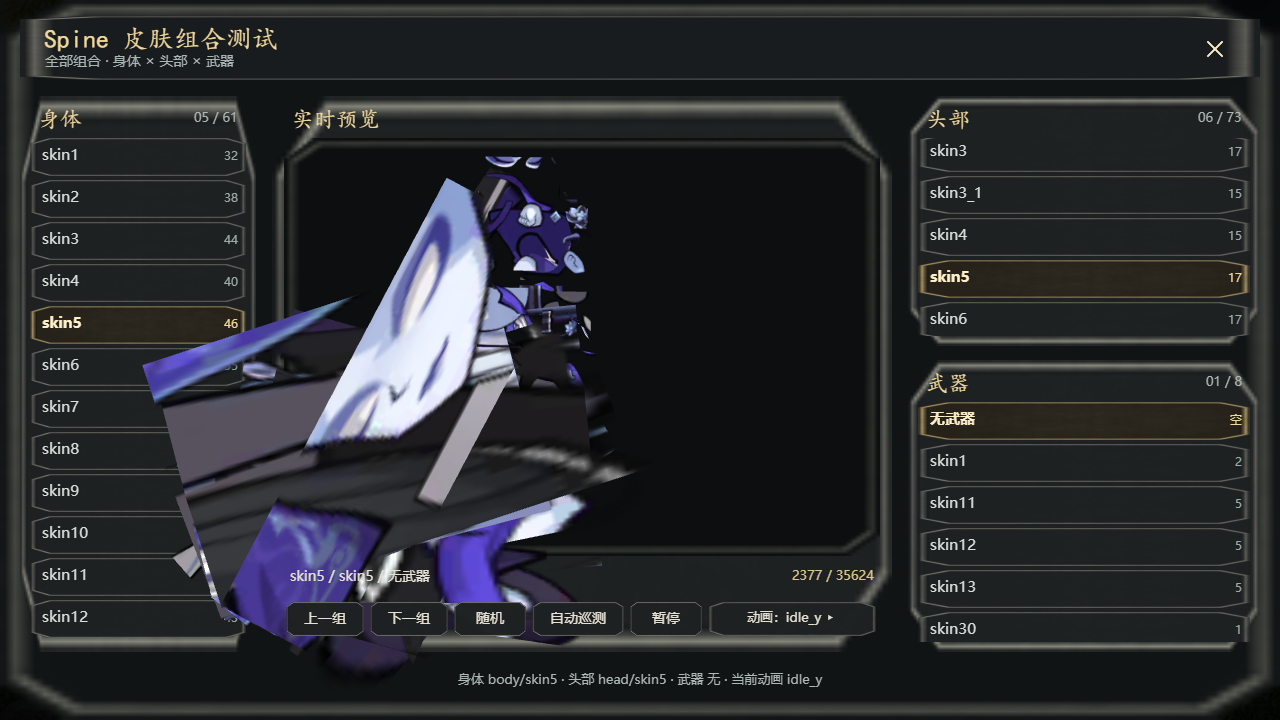 Spine 皮肤组合测试
全部组合 · 身体 × 头部 × 武器
身体 05 / 61
skin1 32
skin2 38
skin3 44
skin4 40
skin5 46
skin6
skin7
skin8
skin9
skin10
skin11
skin12
实时预览
skin5 / skin5 / 无武器 2377 / 35624
上一组 下一组 随机 自动巡测 暂停 动画: idle_y ▸
头部 06 / 73
skin3 17
skin3_1 15
skin4 15
skin5 17
skin6 17
武器 01 / 8
无武器 空
skin1 2
skin11 5
skin12 5
skin13 5
skin30 1
身体 body/skin5 · 头部 head/skin5 · 武器 无 · 当前动画 idle_y